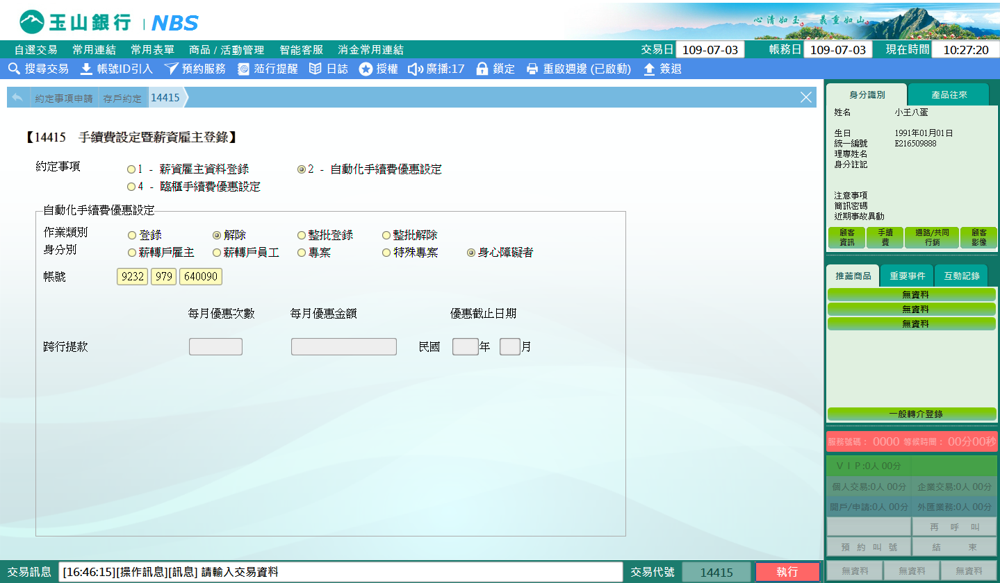 玉山銀行 | NBS
心清如玉。義重如山。
自選交易 常用連結 常用表單 商品 / 活動管理 智能客服 消金常用連結 交易日 109-07-03 帳務日 109-07-03 現在時間 10:27:20
搜尋交易 帳號ID引入 預約服務 蒞行提醒 日誌 授權 廣播:17 鎖定 重啟週邊 (已啟動) 簽退
約定事項申請 存戶約定 14415
【14415 手續費設定暨薪資雇主登錄】
約定事項 1 - 薪資雇主資料登錄 2 - 自動化手續費優惠設定
4 - 臨櫃手續費優惠設定
自動化手續費優惠設定
作業類別 登錄 解除 整批登錄 整批解除
身分別 薪轉戶雇主 薪轉戶員工 專案 特殊專案 身心障礙者
帳號 9232 979 640090
每月優惠次數 每月優惠金額 優惠截止日期
跨行提款 民國 年 月
身分識別 產品往來
姓名 小王八蛋
生日 1991年01月01日
統一編號 E216509888
理專姓名
身分註記
注意事項
簡訊密碼
近期事故異動
顧客資訊 手續費 通路/共同行銷 顧客影像
推薦商品 重要事件 互動記錄
無資料
無資料
無資料
一般轉介登錄
服務號碼： 0000 等候時間： 00分00秒
ＶＩＰ:0人 00分
個人交易:0人 00分 企業交易:0人 00分
開戶/申請:0人 00分 外匯業務:0人 00分
再 呼 叫
預 約 叫 號 結 束
無資料 無資料 無資料
交易訊息 [16:46:15][操作訊息][訊息] 請輸入交易資料 交易代號 14415 執行